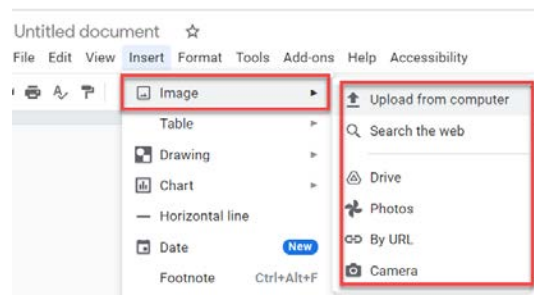 Untitled document
File Edit View Insert Format Tools Add-ons Help Accessibility
Image
Table
Drawing
Chart
Horizontal line
Date New
Footnote Ctrl+Alt+F
Upload from computer
Search the web
Drive
Photos
By URL
Camera